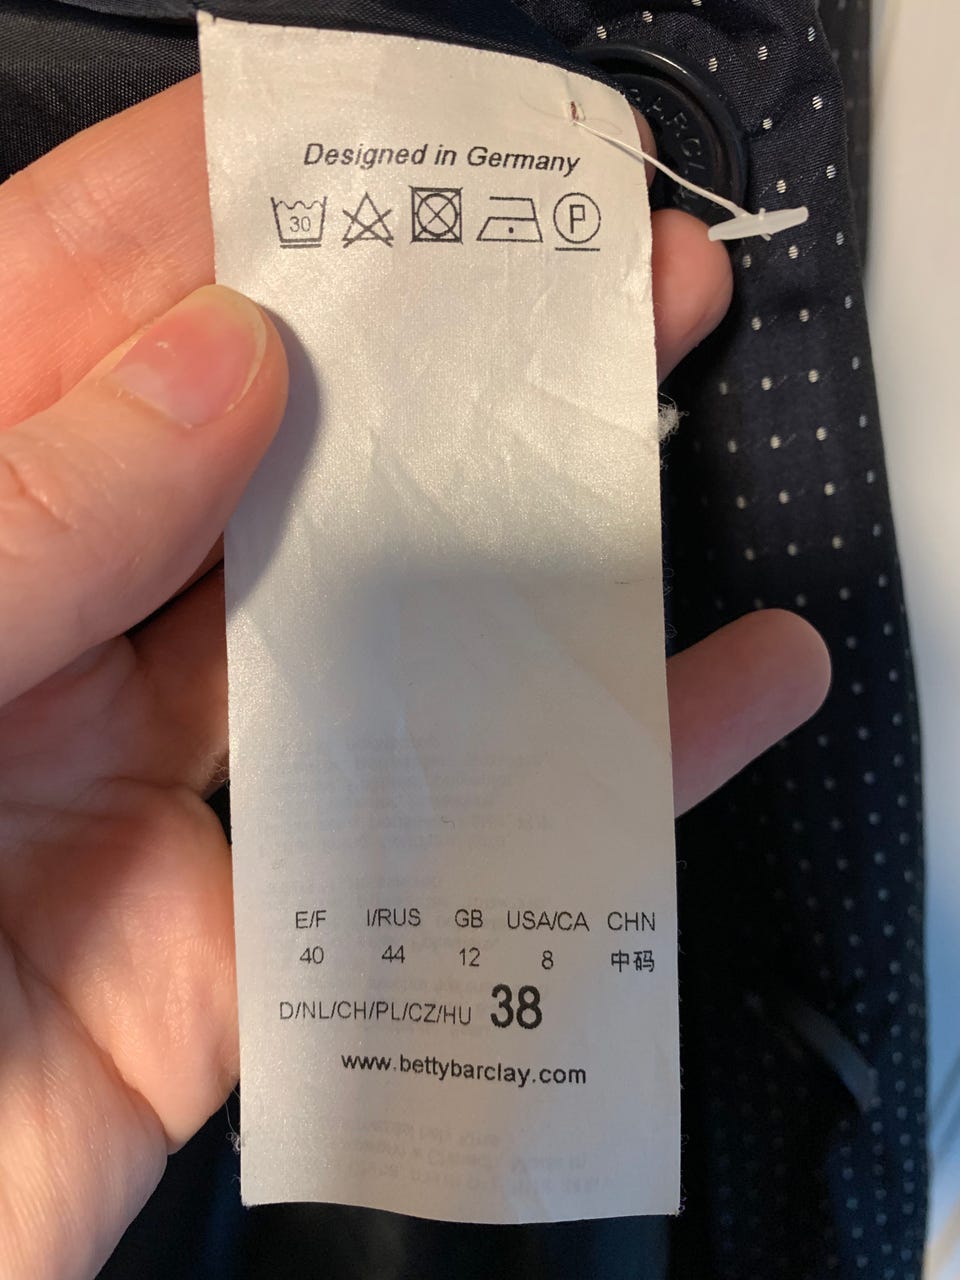 BARCLA
Designed in Germany
30 P
E/F I/RUS GB USA/CA CHN
40 44 12 8 中码
D/NL/CH/PL/CZ/HU 38
www.bettybarclay.com